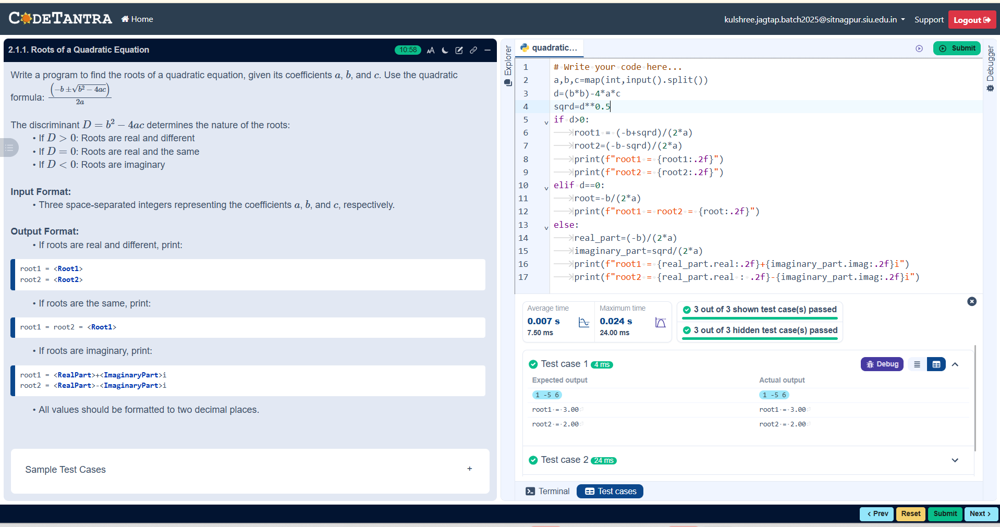 CODETANTRA
Home
kulshree.jagtap.batch2025@sitnagpur.siu.edu.in
Support
Logout
2.1.1. Roots of a Quadratic Equation
10:58
Write a program to find the roots of a quadratic equation, given its coefficients a, b, and c. Use the quadratic
formula: (−b ±√b² − 4ac) / 2a
The discriminant D = b² − 4ac determines the nature of the roots:
• If D > 0: Roots are real and different
• If D = 0: Roots are real and the same
• If D < 0: Roots are imaginary
Input Format:
• Three space-separated integers representing the coefficients a, b, and c, respectively.
Output Format:
• If roots are real and different, print:
root1 = <Root1>
root2 = <Root2>
• If roots are the same, print:
root1 = root2 = <Root1>
• If roots are imaginary, print:
root1 = <RealPart>+<ImaginaryPart>i
root2 = <RealPart>-<ImaginaryPart>i
• All values should be formatted to two decimal places.
Sample Test Cases
+
Explorer
quadratic...
Submit
Debugger
1 # Write your code here...
2 a,b,c=map(int,input().split())
3 d=(b*b)-4*a*c
4 sqrd=d**0.5
5 if d>0:
6 root1 = (-b+sqrd)/(2*a)
7 root2=(-b-sqrd)/(2*a)
8 print(f"root1 = {root1:.2f}")
9 print(f"root2 = {root2:.2f}")
10 elif d==0:
11 root=-b/(2*a)
12 print(f"root1 = root2 = {root:.2f}")
13 else:
14 real_part=(-b)/(2*a)
15 imaginary_part=sqrd/(2*a)
16 print(f"root1 = {real_part.real:.2f}+{imaginary_part.imag:.2f}i")
17 print(f"root2 = {real_part.real : .2f}-{imaginary_part.imag:.2f}i")
Average time
0.007 s
7.50 ms
Maximum time
0.024 s
24.00 ms
3 out of 3 shown test case(s) passed
3 out of 3 hidden test case(s) passed
Test case 1 4 ms
Debug
Expected output Actual output
1 -5 6 1 -5 6
root1 = 3.00 root1 = 3.00
root2 = 2.00 root2 = 2.00
Test case 2 24 ms
Terminal
Test cases
< Prev
Reset
Submit
Next >